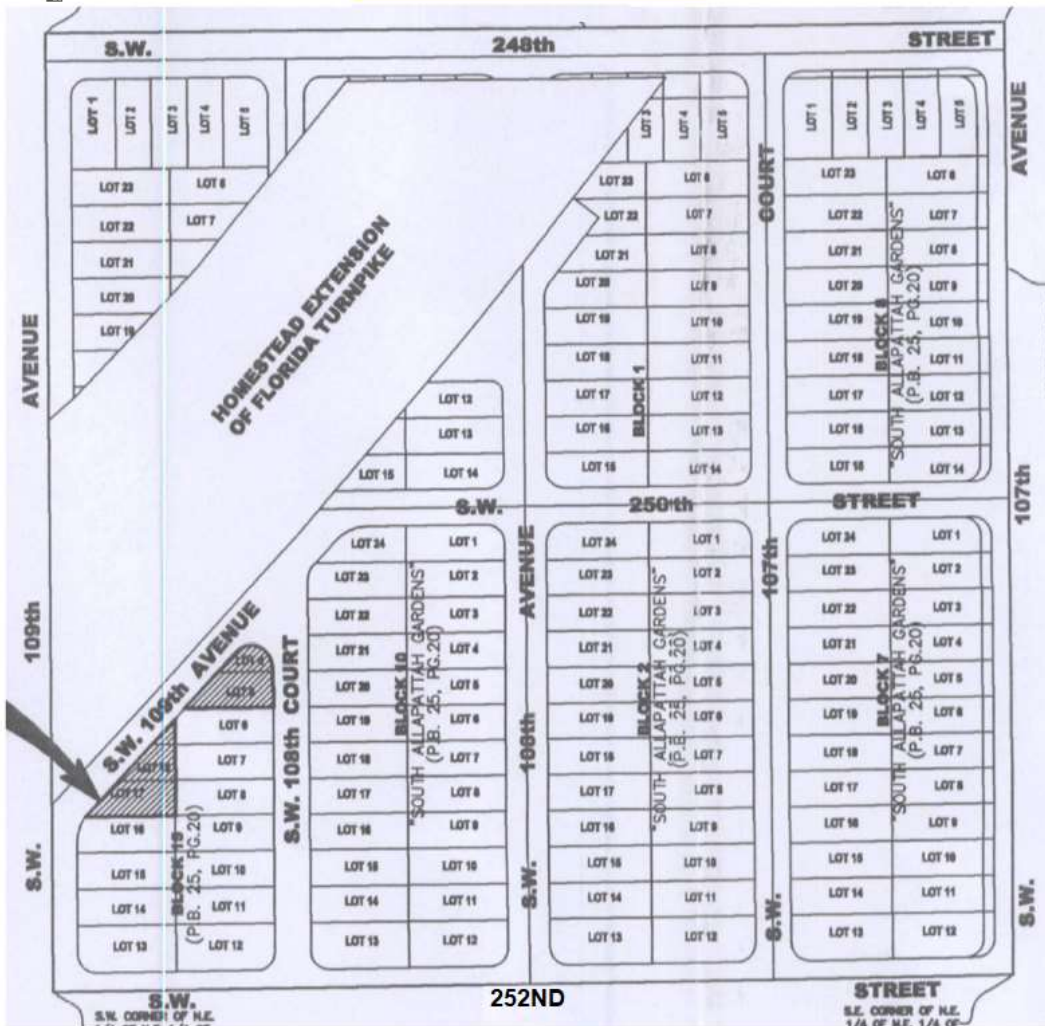 S.W. 248th STREET
LOT 1 LOT 2 LOT 3 LOT 4 LOT 5
LOT 23 LOT 6
LOT 22 LOT 7
LOT 21
LOT 20
LOT 19
HOMESTEAD EXTENSION
OF FLORIDA TURNPIKE
LOT 12
LOT 13
LOT 15 LOT 14
LOT 3 LOT 4 LOT 5
LOT 23 LOT 6
LOT 22 LOT 7
LOT 21 LOT 8
LOT 20 LOT 9
LOT 19 LOT 10
LOT 18 LOT 11
LOT 17 LOT 12
LOT 16 LOT 13
LOT 15 LOT 14
BLOCK 1
COURT
LOT 1 LOT 2 LOT 3 LOT 4 LOT 5
LOT 23 LOT 6
LOT 22 LOT 7
LOT 21 LOT 8
LOT 20 LOT 9
LOT 19 LOT 10
LOT 18 LOT 11
LOT 17 LOT 12
LOT 13
LOT 14
BLOCK 8
"SOUTH ALLAPATTAH GARDENS"
(P.B. 25, PG.20)
AVENUE
107th
S.W.
AVENUE
109th
S.W.
S.W. 250th STREET
S.W. 109th AVENUE
LOT 17
LOT 6
LOT 7
LOT 8
LOT 16 LOT 9
LOT 15 LOT 10
LOT 14 LOT 11
LOT 13 LOT 12
(P.B. 25, PG.20)
S.W. 108th COURT
LOT 24 LOT 1
LOT 23 LOT 2
LOT 22 LOT 3
LOT 21 LOT 4
LOT 20 LOT 5
LOT 19 LOT 6
LOT 18 LOT 7
LOT 17 LOT 8
LOT 16 LOT 9
LOT 15 LOT 10
LOT 14 LOT 11
LOT 13 LOT 12
BLOCK 10
"SOUTH ALLAPATTAH GARDENS"
(P.B. 25, PG.20)
S.W. 108th AVENUE
LOT 24 LOT 1
LOT 23 LOT 2
LOT 22 LOT 3
LOT 21 LOT 4
LOT 20 LOT 5
LOT 19 LOT 6
LOT 18 LOT 7
LOT 17 LOT 8
LOT 16 LOT 9
LOT 15 LOT 10
LOT 14 LOT 11
LOT 13 LOT 12
BLOCK 2
"SOUTH ALLAPATTAH GARDENS"
(P.B. 25, PG.20)
S.W. 107th
LOT 24 LOT 1
LOT 23 LOT 2
LOT 22 LOT 3
LOT 21 LOT 4
LOT 20 LOT 5
LOT 19 LOT 6
LOT 18 LOT 7
LOT 17 LOT 8
LOT 16 LOT 9
LOT 15 LOT 10
LOT 14 LOT 11
LOT 13 LOT 12
BLOCK 7
"SOUTH ALLAPATTAH GARDENS"
(P.B. 25, PG.20)
S.W. 252ND STREET
S.W. CORNER OF N.E.
S.E. CORNER OF N.E.
1/4 OF N.E. 1/4 OF